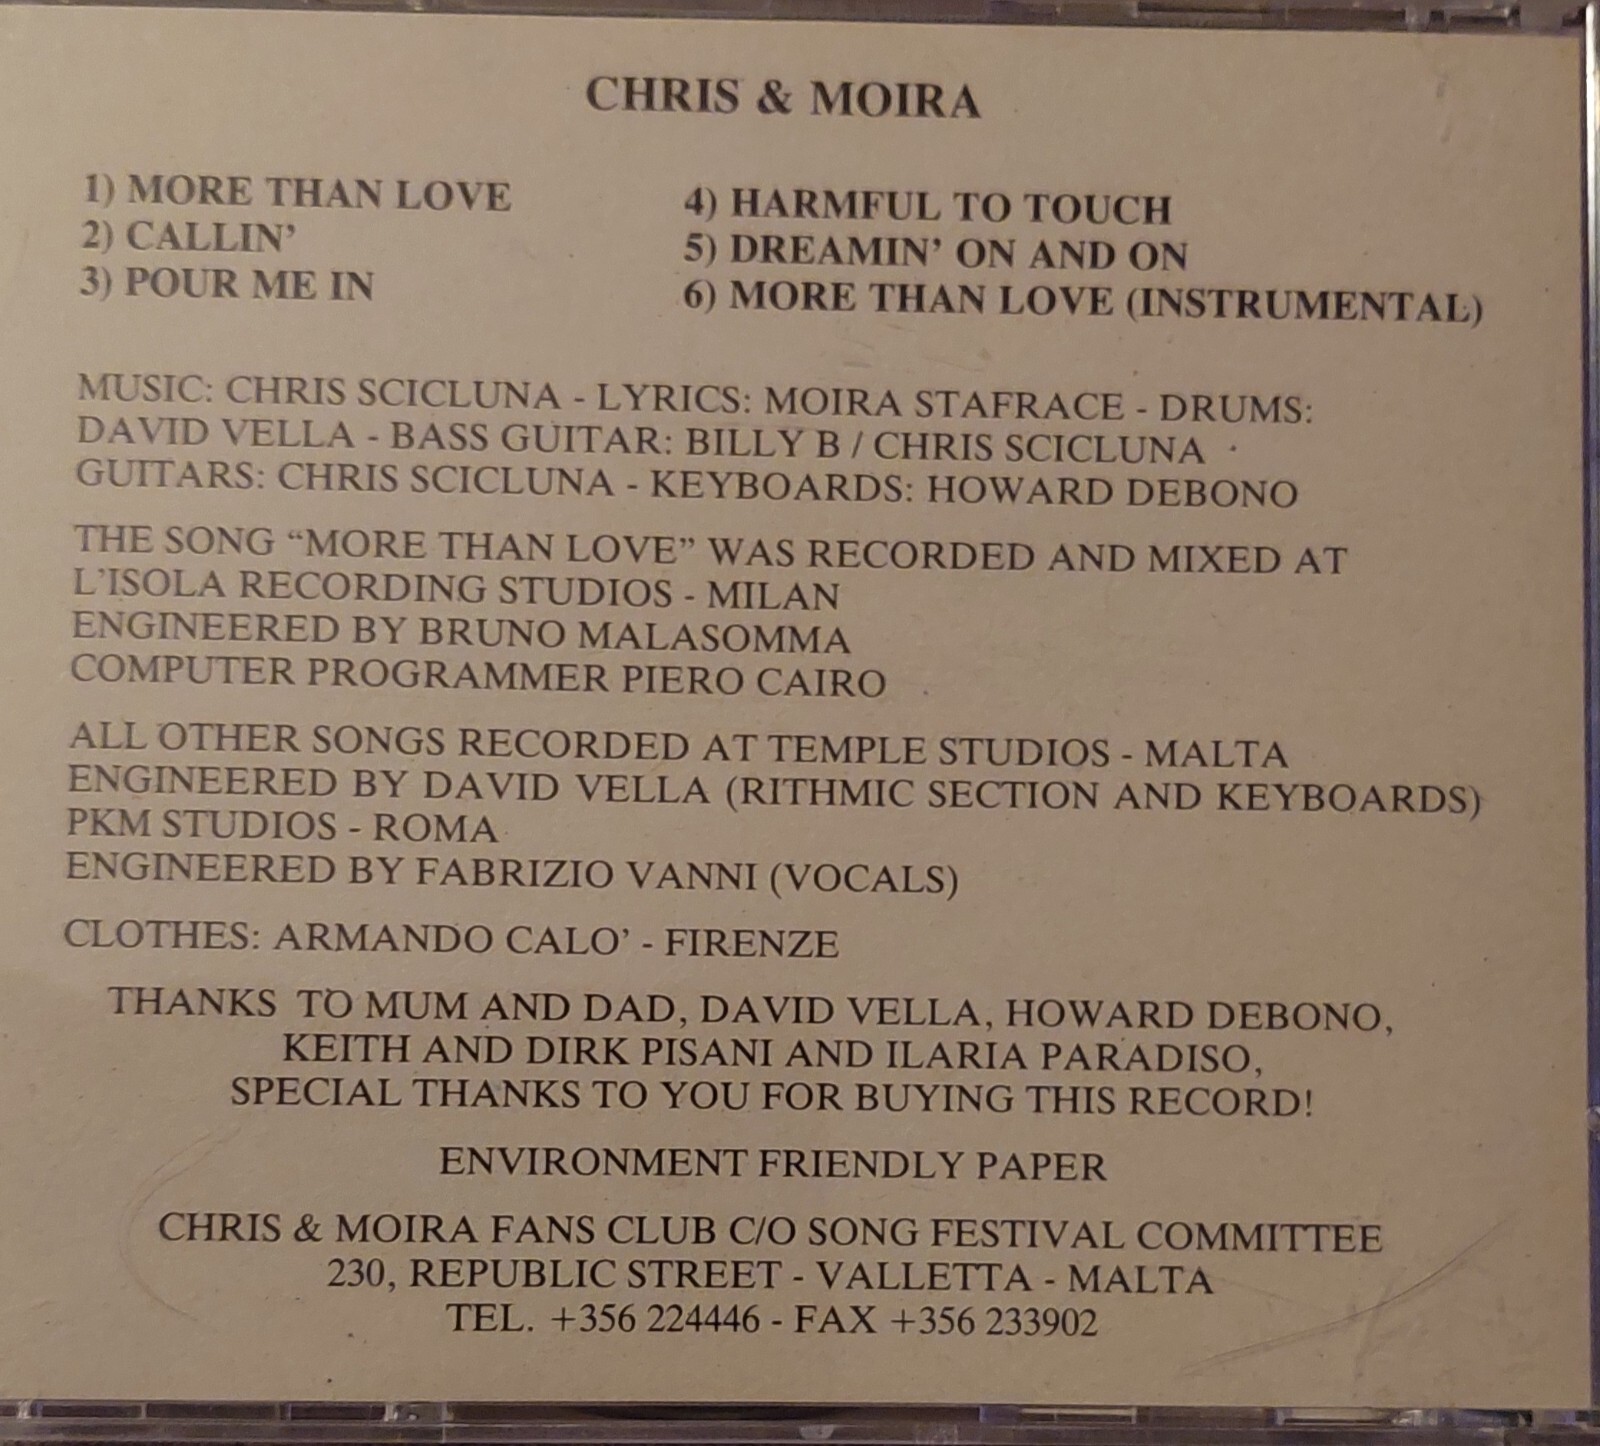 CHRIS & MOIRA
1) MORE THAN LOVE
2) CALLIN’
3) POUR ME IN
4) HARMFUL TO TOUCH
5) DREAMIN’ ON AND ON
6) MORE THAN LOVE (INSTRUMENTAL)
MUSIC: CHRIS SCICLUNA - LYRICS: MOIRA STAFRACE - DRUMS:
DAVID VELLA - BASS GUITAR: BILLY B / CHRIS SCICLUNA
GUITARS: CHRIS SCICLUNA - KEYBOARDS: HOWARD DEBONO
THE SONG “MORE THAN LOVE” WAS RECORDED AND MIXED AT
L’ISOLA RECORDING STUDIOS - MILAN
ENGINEERED BY BRUNO MALASOMMA
COMPUTER PROGRAMMER PIERO CAIRO
ALL OTHER SONGS RECORDED AT TEMPLE STUDIOS - MALTA
ENGINEERED BY DAVID VELLA (RITHMIC SECTION AND KEYBOARDS)
PKM STUDIOS - ROMA
ENGINEERED BY FABRIZIO VANNI (VOCALS)
CLOTHES: ARMANDO CALO’ - FIRENZE
THANKS TO MUM AND DAD, DAVID VELLA, HOWARD DEBONO,
KEITH AND DIRK PISANI AND ILARIA PARADISO,
SPECIAL THANKS TO YOU FOR BUYING THIS RECORD!
ENVIRONMENT FRIENDLY PAPER
CHRIS & MOIRA FANS CLUB C/O SONG FESTIVAL COMMITTEE
230, REPUBLIC STREET - VALLETTA - MALTA
TEL. +356 224446 - FAX +356 233902